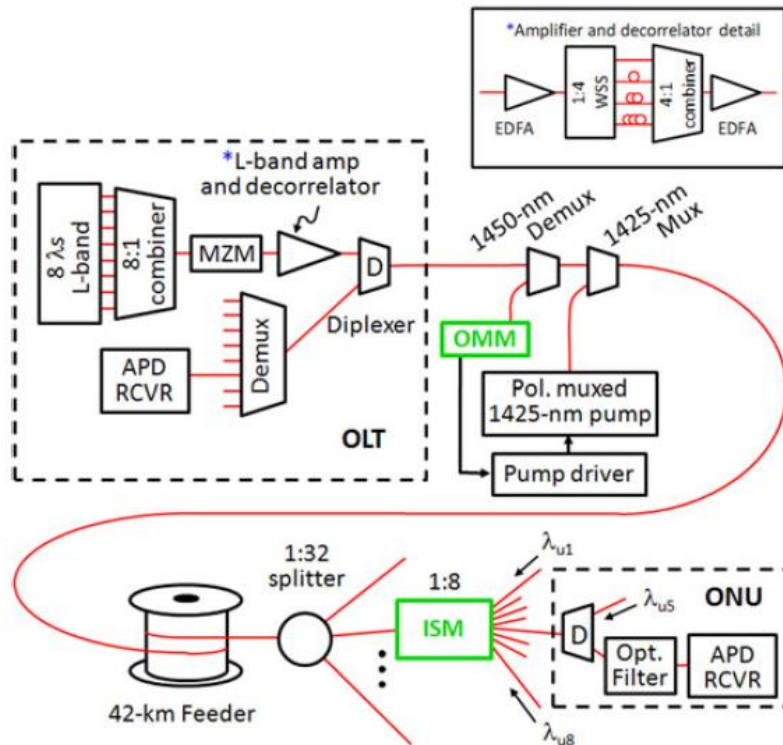 *Amplifier and decorrelator detail
EDFA
1:4
WSS
4:1
combiner
EDFA
*L-band amp
and decorrelator
8 λs
L-band
8:1
combiner
MZM
D
Diplexer
APD
RCVR
Demux
OLT
1450-nm
Demux
1425-nm
Mux
OMM
Pol. muxed
1425-nm pump
Pump driver
42-km Feeder
1:32
splitter
1:8
ISM
λu1
λu5
λu8
ONU
D
Opt.
Filter
APD
RCVR